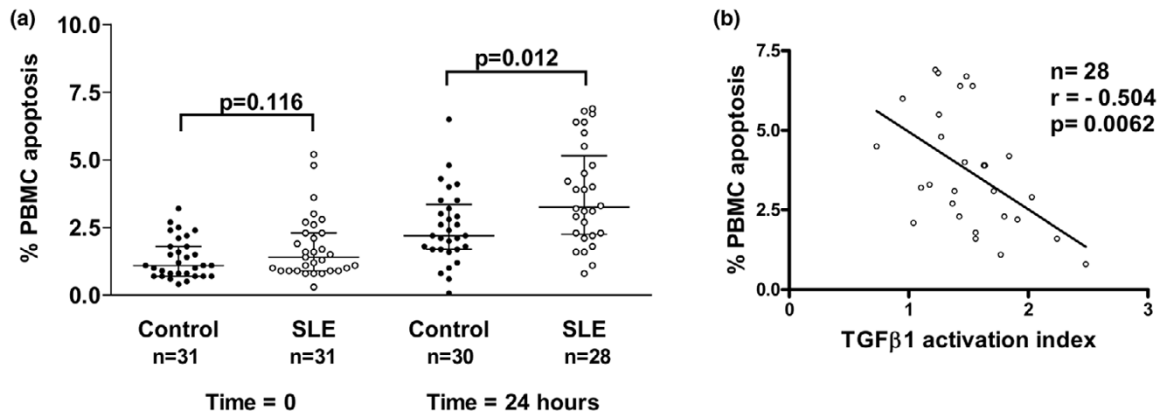 (a)
% PBMC apoptosis
10.0
7.5
5.0
2.5
0.0
p=0.116
p=0.012
Control
n=31
SLE
n=31
Control
n=30
SLE
n=28
Time = 0
Time = 24 hours
(b)
% PBMC apoptosis
7.5
5.0
2.5
0.0
n= 28
r = - 0.504
p= 0.0062
0
1
2
3
TGFβ1 activation index